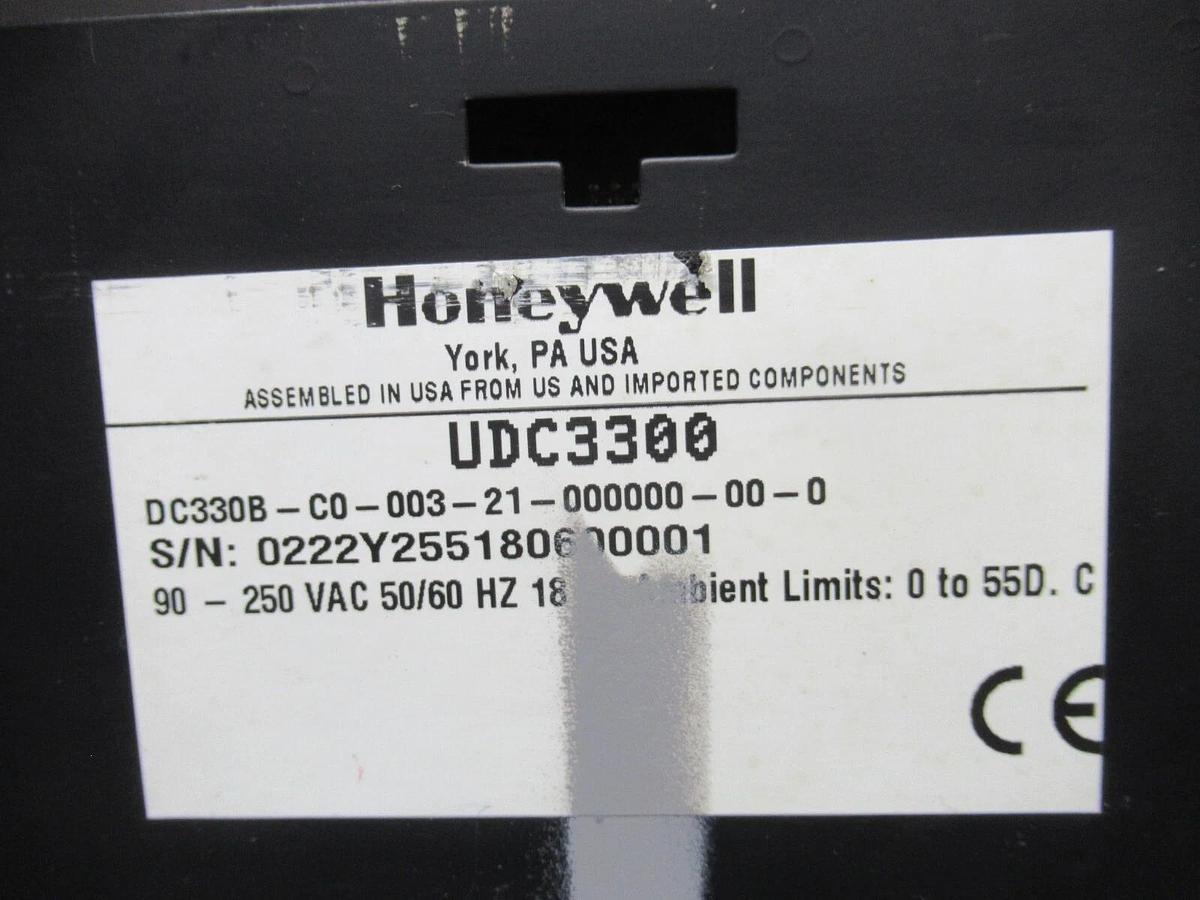 Honeywell
York, PA USA
ASSEMBLED IN USA FROM US AND IMPORTED COMPONENTS
UDC3300
DC330B-C0-003-21-000000-00-0
S/N:
90 - 250 VAC 50/60 HZ 18 Limits: 0 to 55D. C
CE